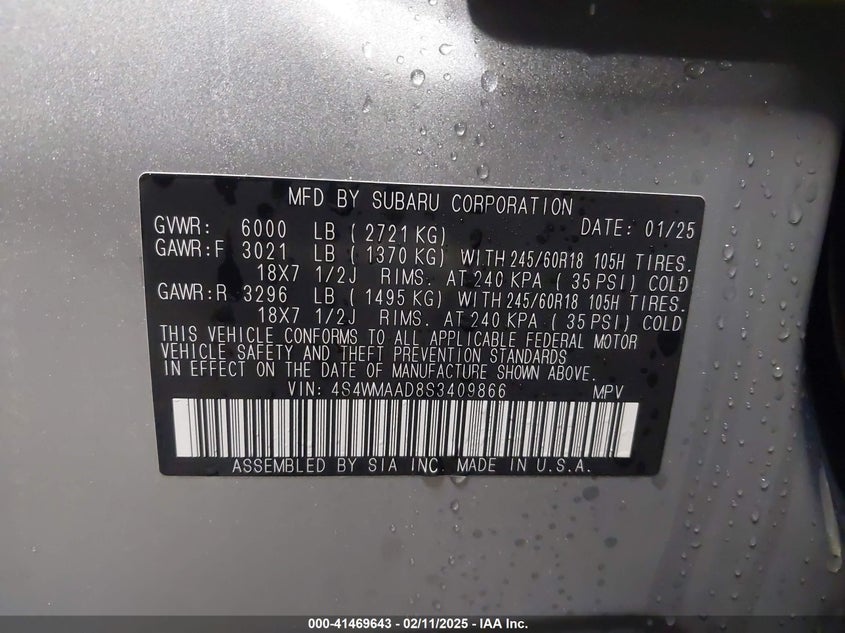 MFD BY SUBARU CORPORATION
GVWR: 6000 LB ( 2721 KG) DATE: 01/25
GAWR:F 3021 LB ( 1370 KG) WITH 245/60R18 105H TIRES.
18X7 1/2J RIMS. AT 240 KPA ( 35 PSI) COLD
GAWR:R 3296 LB ( 1495 KG) WITH 245/60R18 105H TIRES.
18X7 1/2J RIMS. AT 240 KPA ( 35 PSI) COLD
THIS VEHICLE CONFORMS TO ALL APPLICABLE FEDERAL MOTOR
VEHICLE SAFETY AND THEFT PREVENTION STANDARDS
IN EFFECT ON THE DATE OF MANUFACTURE SHOWN ABOVE.
VIN: 4S4WMAAD8S3409866 MPV
ASSEMBLED BY SIA INC. MADE IN U.S.A.
000-41469643 - 02/11/2025 - IAA Inc.